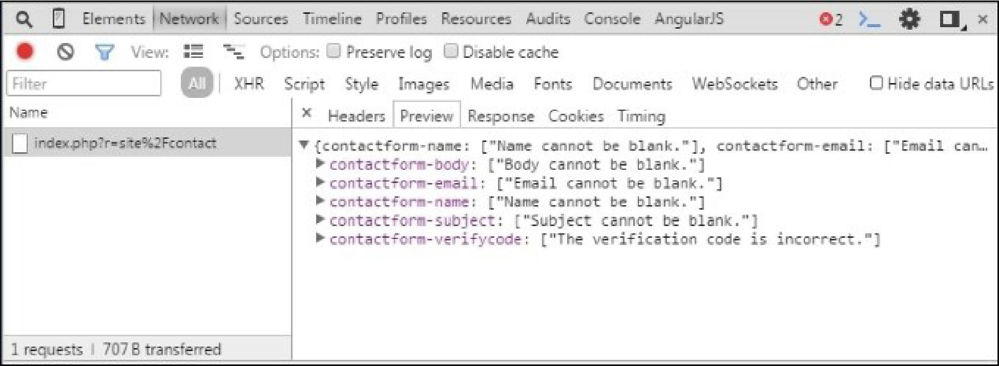 Elements Network Sources Timeline Profiles Resources Audits Console AngularJS 2
View: Options: Preserve log Disable cache
Filter All XHR Script Style Images Media Fonts Documents WebSockets Other Hide data URLs
Name
× Headers Preview Response Cookies Timing
index.php?r=site%2Fcontact
▼ {contactform-name: ["Name cannot be blank."], contactform-email: ["Email can…
▶ contactform-body: ["Body cannot be blank."]
▶ contactform-email: ["Email cannot be blank."]
▶ contactform-name: ["Name cannot be blank."]
▶ contactform-subject: ["Subject cannot be blank."]
▶ contactform-verifycode: ["The verification code is incorrect."]
1 requests | 707 B transferred